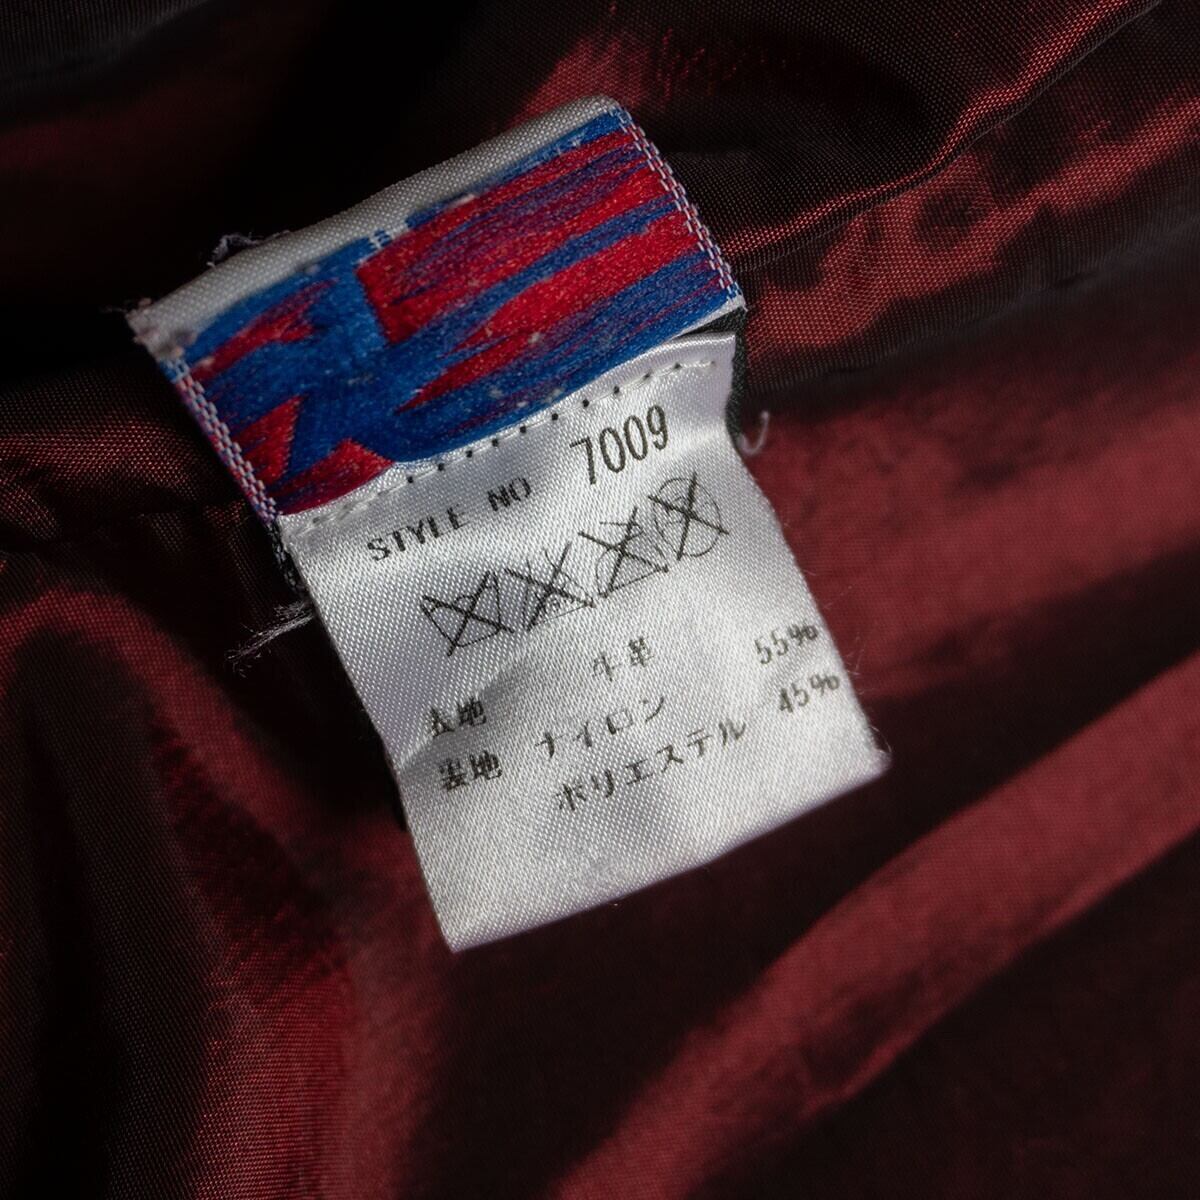 STYLE NO 7009
表地 牛革
裏地 ナイロン 55%
ポリエステル 45%